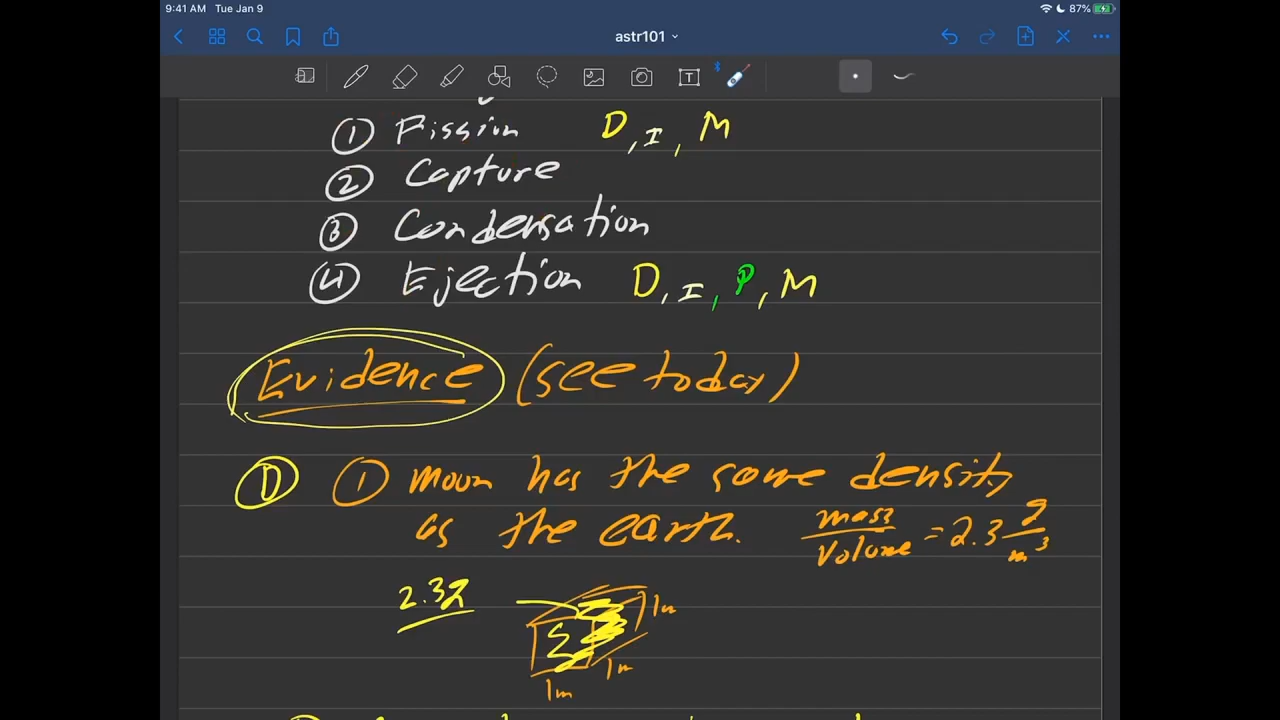 9:41 AM Tue Jan 9 87%
astr101
① Fission D, I, M
② Capture
③ Condensation
④ Ejection D, I, P, M
Evidence (see today)
D ① Moon has the same density
as the earth. mass/Volume = 2.3 g/m³
2.3g
1m
1m
1m